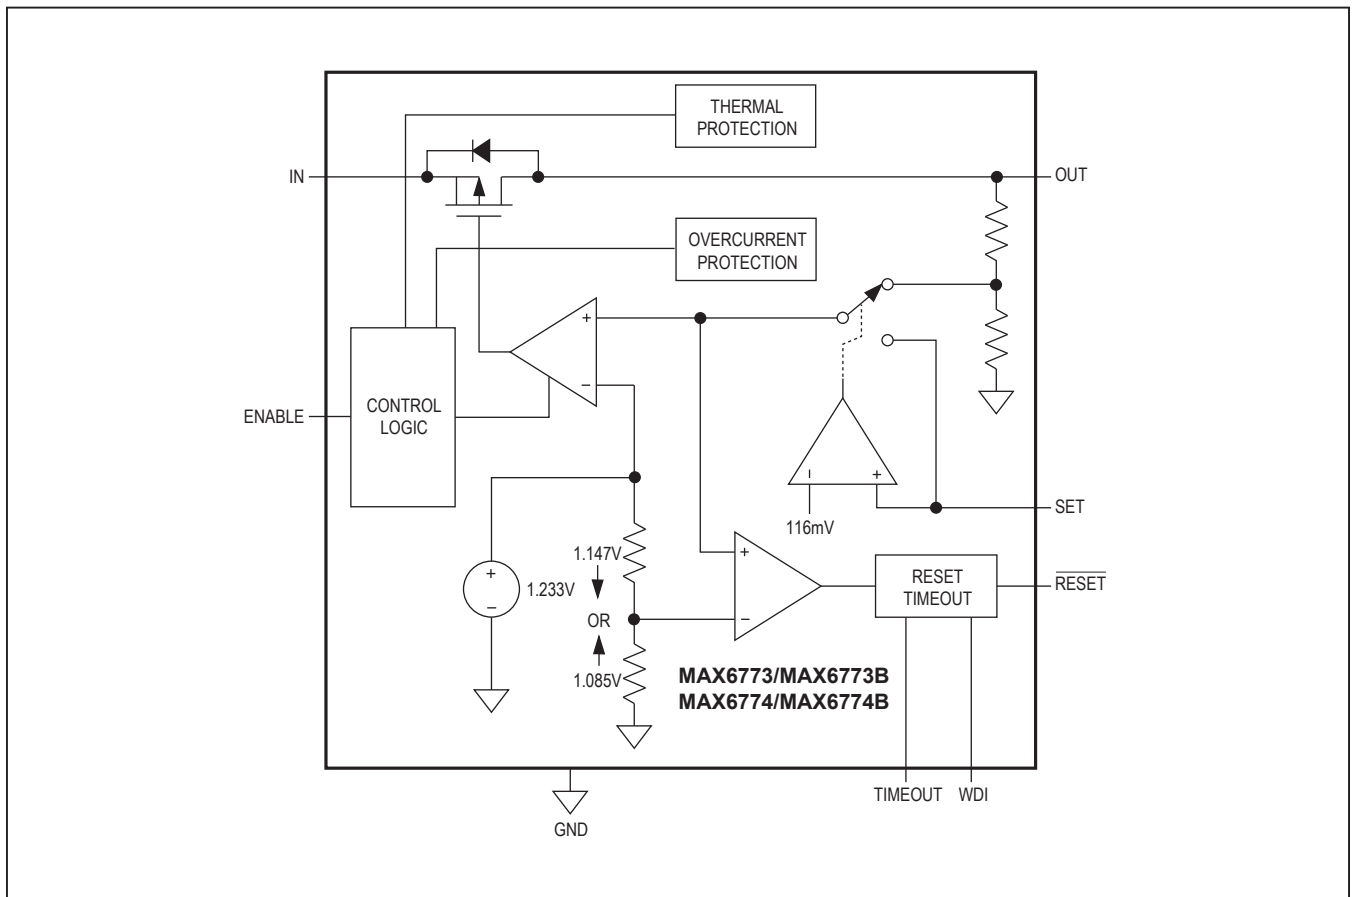 THERMAL
PROTECTION
IN
OUT
OVERCURRENT
PROTECTION
+
−
ENABLE
CONTROL
LOGIC
−
+
116mV
SET
1.147V
+
−
1.233V
OR
1.085V
+
−
RESET
TIMEOUT
RESET
MAX6773/MAX6773B
MAX6774/MAX6774B
TIMEOUT
WDI
GND